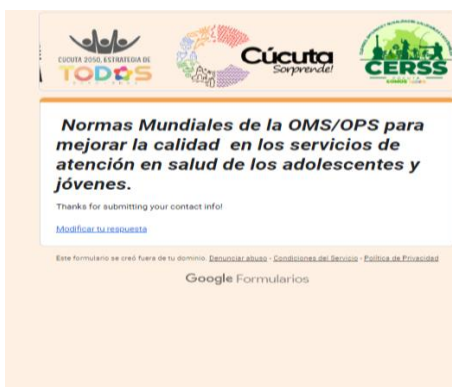 CUCUTA 2050, ESTRATEGIA DE
TODOS
Cúcuta
Sorprende!
CERSS
Normas Mundiales de la OMS/OPS para
mejorar la calidad en los servicios de
atención en salud de los adolescentes y
jóvenes.
Thanks for submitting your contact info!
Modificar tu respuesta
Este formulario se creó fuera de tu dominio. Denunciar abuso - Condiciones del Servicio - Política de Privacidad
Google Formularios